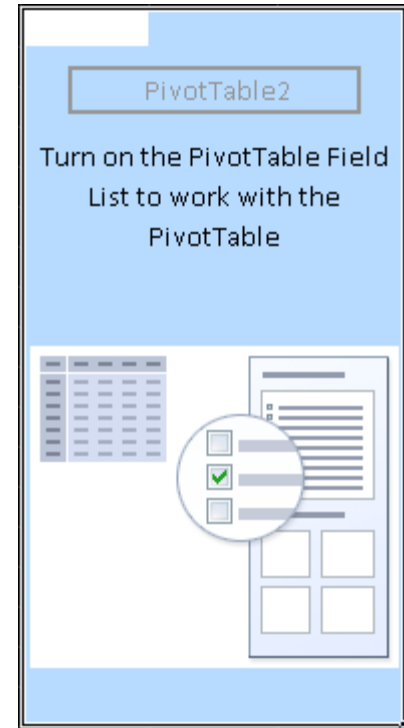 PivotTable2
Turn on the PivotTable Field
List to work with the
PivotTable